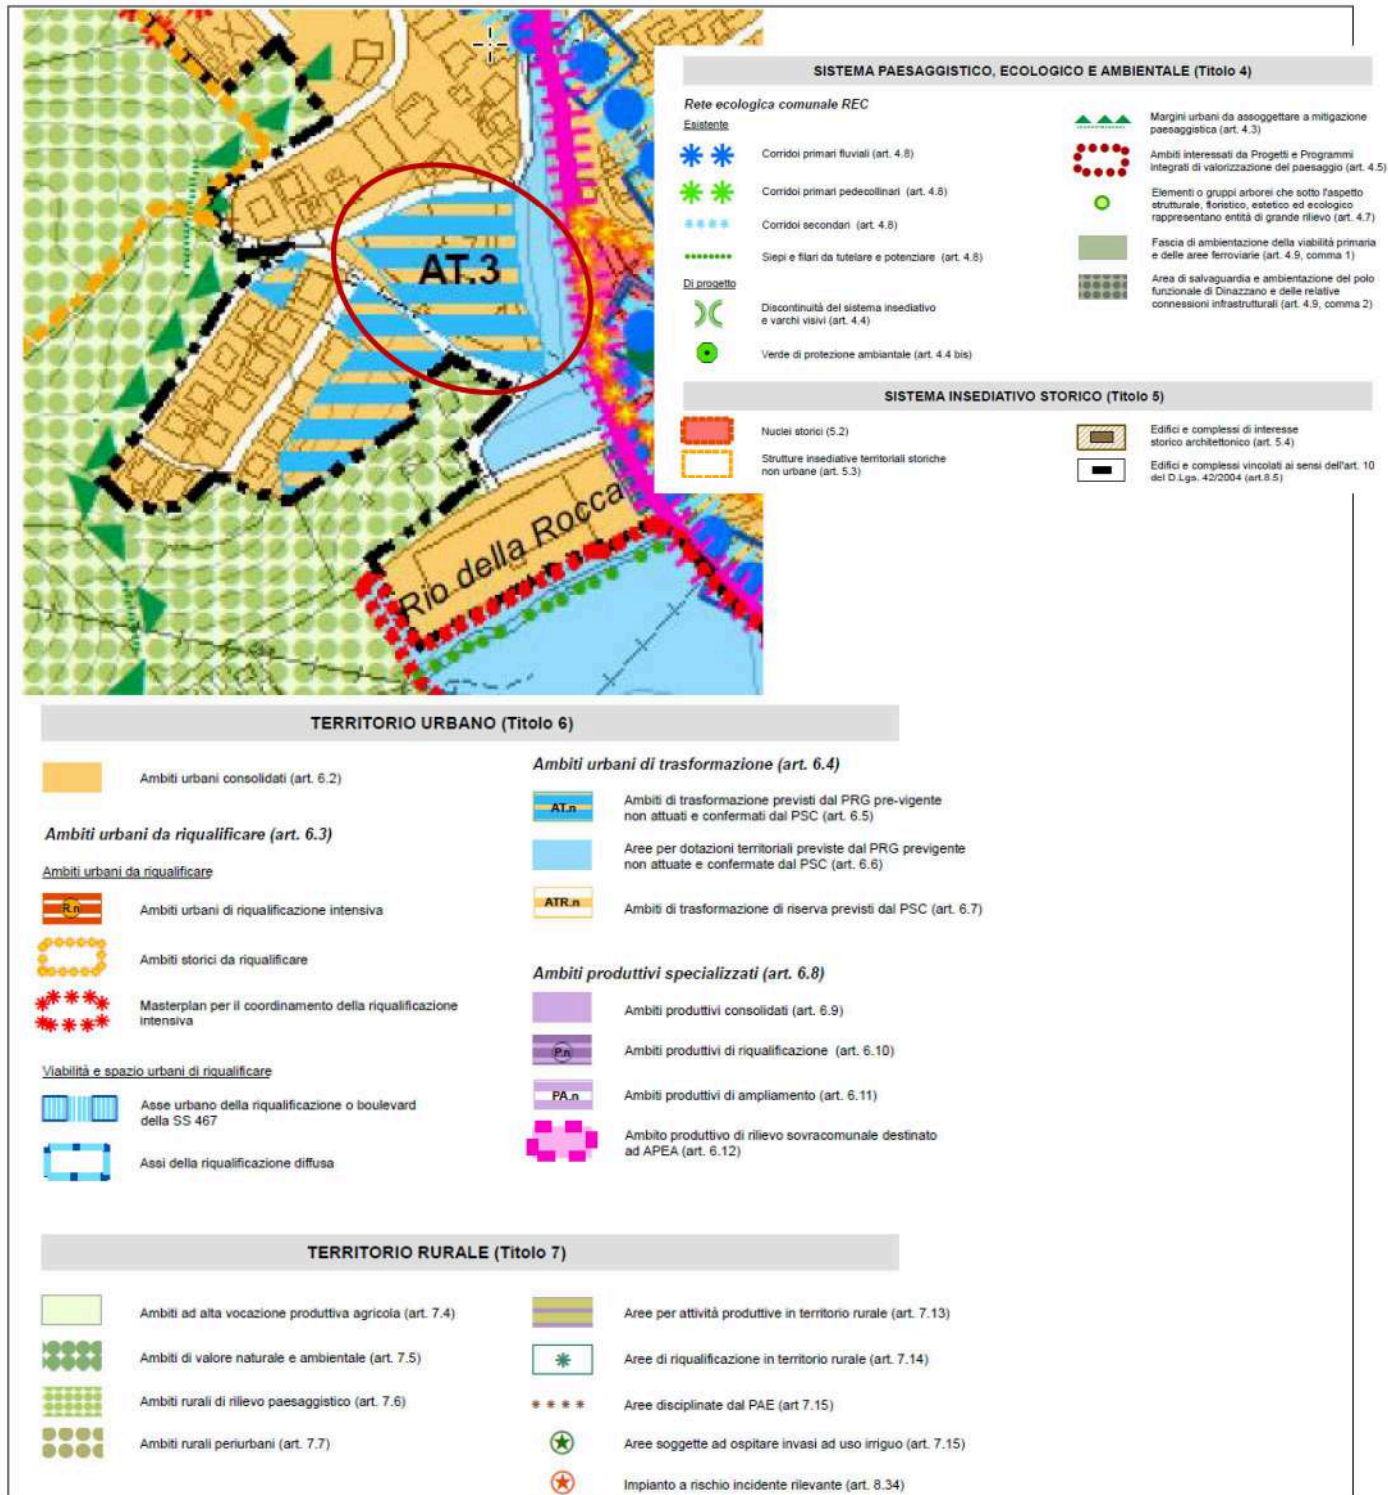 AT.3
Rio della Rocca
SISTEMA PAESAGGISTICO, ECOLOGICO E AMBIENTALE (Titolo 4)
Rete ecologica comunale REC
Esistente
Corridoi primari fluviali (art. 4.8)
Corridoi primari pedecollinari (art. 4.8)
Corridoi secondari (art. 4.8)
Siepi e filari da tutelare e potenziare (art. 4.8)
Di progetto
Discontinuità del sistema insediativo
e varchi visivi (art. 4.4)
Verde di protezione ambiantale (art. 4.4 bis)
Margini urbani da assoggettare a mitigazione
paesaggistica (art. 4.3)
Ambiti interessati da Progetti e Programmi
integrati di valorizzazione del paesaggio (art. 4.5)
Elementi o gruppi arborei che sotto l'aspetto
strutturale, floristico, estetico ed ecologico
rappresentano entità di grande rilievo (art. 4.7)
Fascia di ambientazione della viabilità primaria
e delle aree ferroviarie (art. 4.9, comma 1)
Area di salvaguardia e ambientazione del polo
funzionale di Dinazzano e delle relative
connessioni infrastrutturali (art. 4.9, comma 2)
SISTEMA INSEDIATIVO STORICO (Titolo 5)
Nuclei storici (5.2)
Strutture insediative territoriali storiche
non urbane (art. 5.3)
Edifici e complessi di interesse
storico architettonico (art. 5.4)
Edifici e complessi vincolati ai sensi dell'art. 10
del D.Lgs. 42/2004 (art.8.5)
TERRITORIO URBANO (Titolo 6)
Ambiti urbani consolidati (art. 6.2)
Ambiti urbani da riqualificare (art. 6.3)
Ambiti urbani da riqualificare
R.n
Ambiti urbani di riqualificazione intensiva
Ambiti storici da riqualificare
Masterplan per il coordinamento della riqualificazione
intensiva
Viabilità e spazio urbani di riqualificare
Asse urbano della riqualificazione o boulevard
della SS 467
Assi della riqualificazione diffusa
Ambiti urbani di trasformazione (art. 6.4)
AT.n
Ambiti di trasformazione previsti dal PRG pre-vigente
non attuati e confermati dal PSC (art. 6.5)
Aree per dotazioni territoriali previste dal PRG previgente
non attuate e confermate dal PSC (art. 6.6)
ATR.n
Ambiti di trasformazione di riserva previsti dal PSC (art. 6.7)
Ambiti produttivi specializzati (art. 6.8)
Ambiti produttivi consolidati (art. 6.9)
P.n
Ambiti produttivi di riqualificazione (art. 6.10)
PA.n
Ambiti produttivi di ampliamento (art. 6.11)
Ambito produttivo di rilievo sovracomunale destinato
ad APEA (art. 6.12)
TERRITORIO RURALE (Titolo 7)
Ambiti ad alta vocazione produttiva agricola (art. 7.4)
Ambiti di valore naturale e ambientale (art. 7.5)
Ambiti rurali di rilievo paesaggistico (art. 7.6)
Ambiti rurali periurbani (art. 7.7)
Aree per attività produttive in territorio rurale (art. 7.13)
Aree di riqualificazione in territorio rurale (art. 7.14)
Aree disciplinate dal PAE (art 7.15)
Aree soggette ad ospitare invasi ad uso irriguo (art. 7.15)
Impianto a rischio incidente rilevante (art. 8.34)